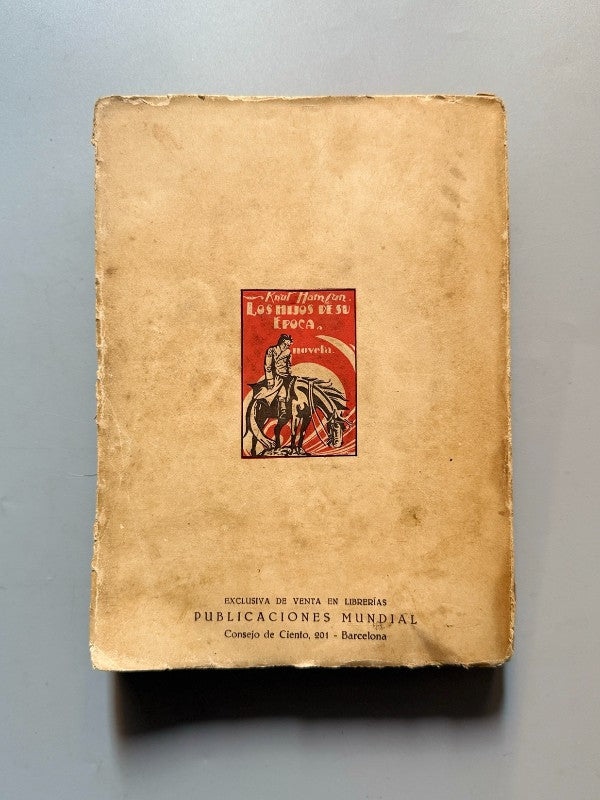 Knut Hamsun.
LOS HIJOS DE SU
EPOCA.
novela.
EXCLUSIVA DE VENTA EN LIBRERÍAS
PUBLICACIONES MUNDIAL
Consejo de Ciento, 201 - Barcelona